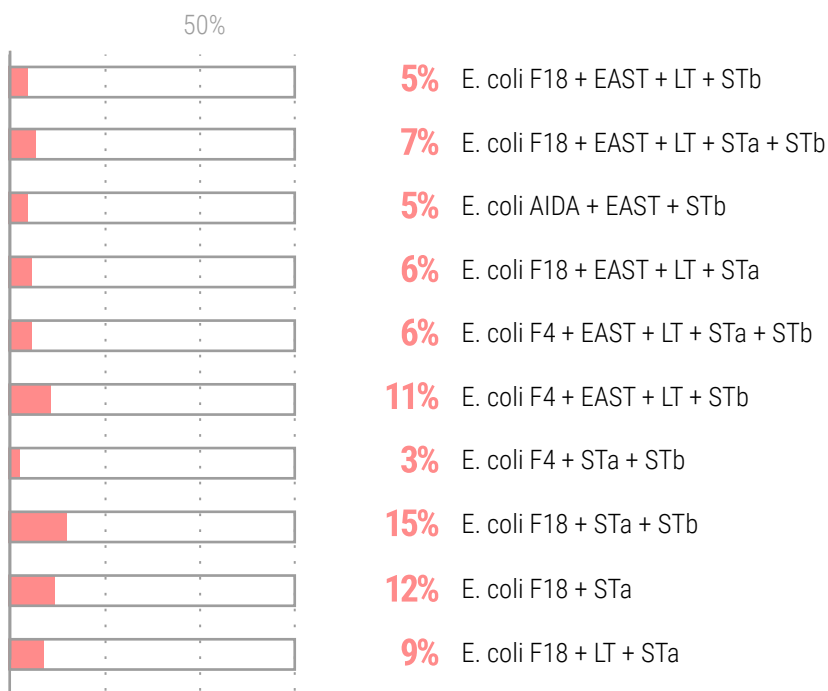 50%
5% E. coli F18 + EAST + LT + STb
7% E. coli F18 + EAST + LT + STa + STb
5% E. coli AIDA + EAST + STb
6% E. coli F18 + EAST + LT + STa
6% E. coli F4 + EAST + LT + STa + STb
11% E. coli F4 + EAST + LT + STb
3% E. coli F4 + STa + STb
15% E. coli F18 + STa + STb
12% E. coli F18 + STa
9% E. coli F18 + LT + STa